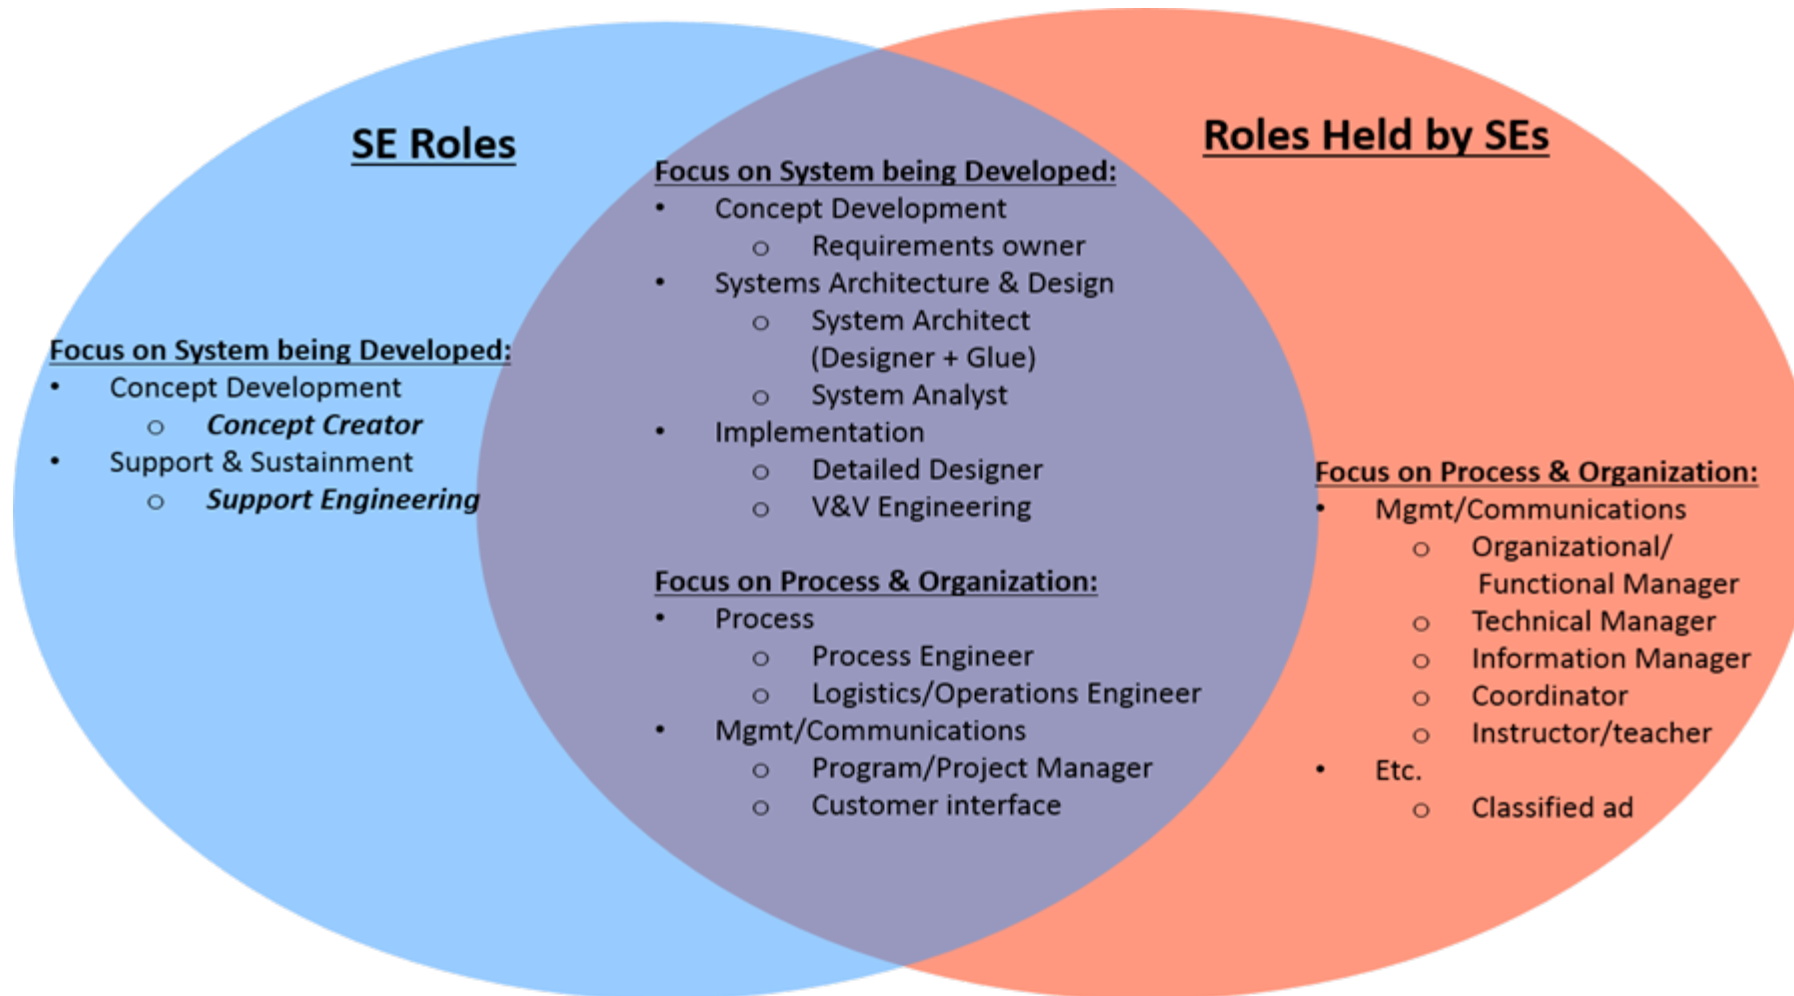 SE Roles
Focus on System being Developed:
• Concept Development
o Concept Creator
• Support & Sustainment
o Support Engineering
Focus on System being Developed:
• Concept Development
o Requirements owner
• Systems Architecture & Design
o System Architect
(Designer + Glue)
o System Analyst
• Implementation
o Detailed Designer
o V&V Engineering
Focus on Process & Organization:
• Process
o Process Engineer
o Logistics/Operations Engineer
• Mgmt/Communications
o Program/Project Manager
o Customer interface
Roles Held by SEs
Focus on Process & Organization:
• Mgmt/Communications
o Organizational/
Functional Manager
o Technical Manager
o Information Manager
o Coordinator
o Instructor/teacher
• Etc.
o Classified ad